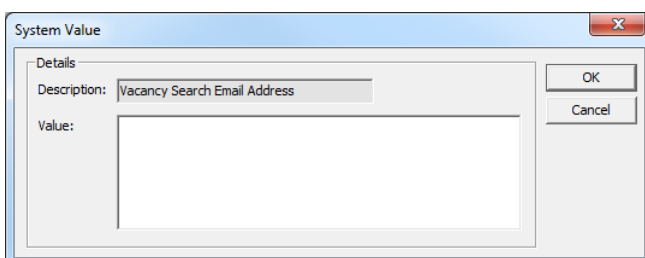 System Value
Details
Description: Vacancy Search Email Address
Value:
OK
Cancel